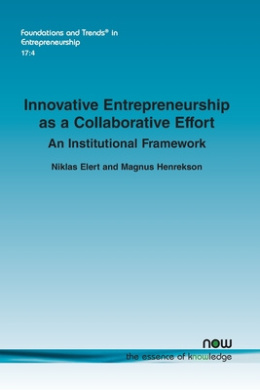 Foundations and Trends® in
Entrepreneurship
17:4
Innovative Entrepreneurship
as a Collaborative Effort
An Institutional Framework
Niklas Elert and Magnus Henrekson
now
the essence of knowledge